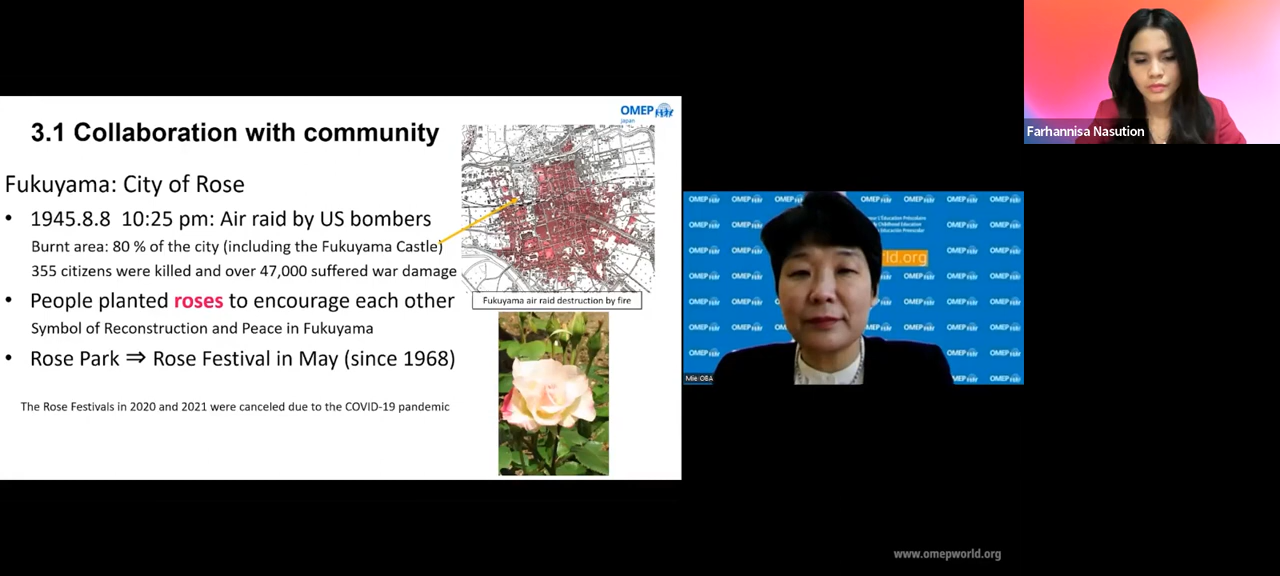 OMEP
Japan
3.1 Collaboration with community
Fukuyama: City of Rose
• 1945.8.8 10:25 pm: Air raid by US bombers
Burnt area: 80 % of the city (including the Fukuyama Castle)
355 citizens were killed and over 47,000 suffered war damage
• People planted roses to encourage each other
Symbol of Reconstruction and Peace in Fukuyama
• Rose Park ⇒ Rose Festival in May (since 1968)
The Rose Festivals in 2020 and 2021 were canceled due to the COVID-19 pandemic
Fukuyama air raid destruction by fire
OMEP
rld.org
Mie OBA
Farhannisa Nasution
www.omepworld.org